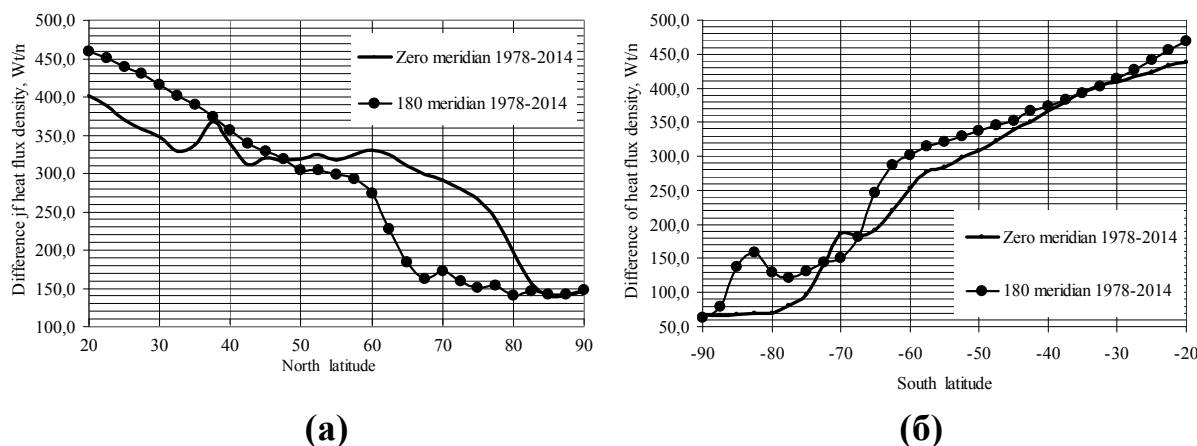 Difference jf heat flux density, Wt/n
500,0
450,0
400,0
350,0
300,0
250,0
200,0
150,0
100,0
Zero meridian 1978-2014
180 meridian 1978-2014
20 30 40 50 60 70 80 90
North latitude
(а)
Difference of heat flux density, Wt/n
500,0
450,0
400,0
350,0
300,0
250,0
200,0
150,0
100,0
50,0
Zero meridian 1978-2014
180 meridian 1978-2014
-90 -80 -70 -60 -50 -40 -30 -20
South latitude
(б)